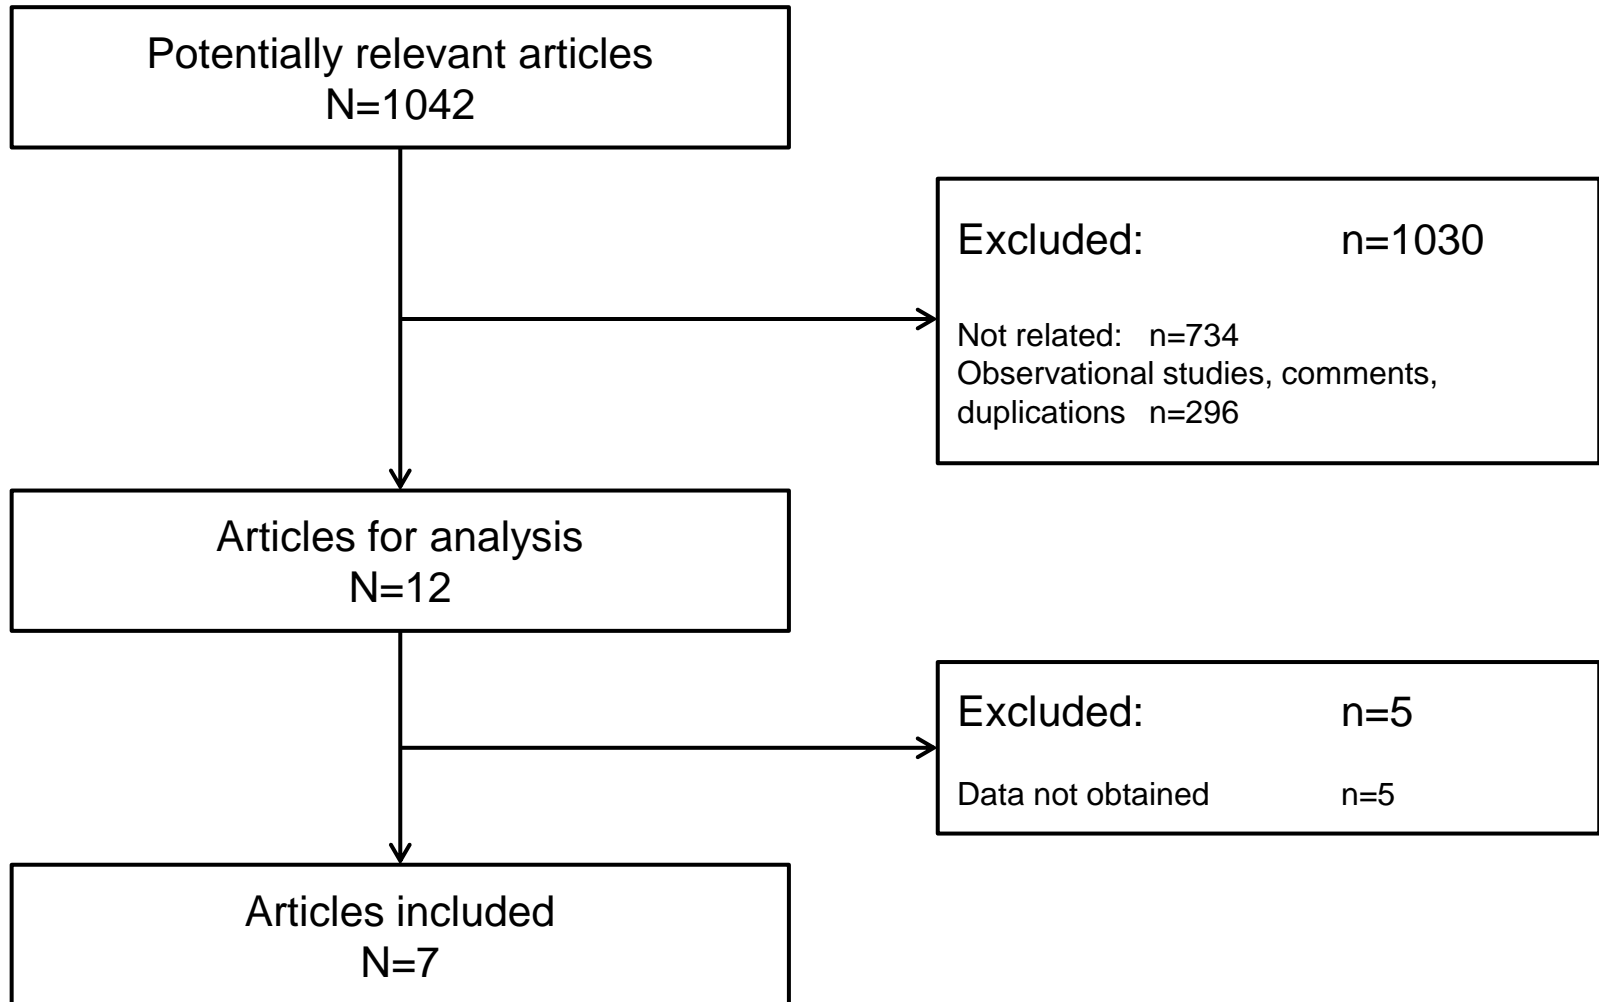 Potentially relevant articles
N=1042
Excluded: n=1030
Not related: n=734
Observational studies, comments,
duplications n=296
Articles for analysis
N=12
Excluded: n=5
Data not obtained n=5
Articles included
N=7